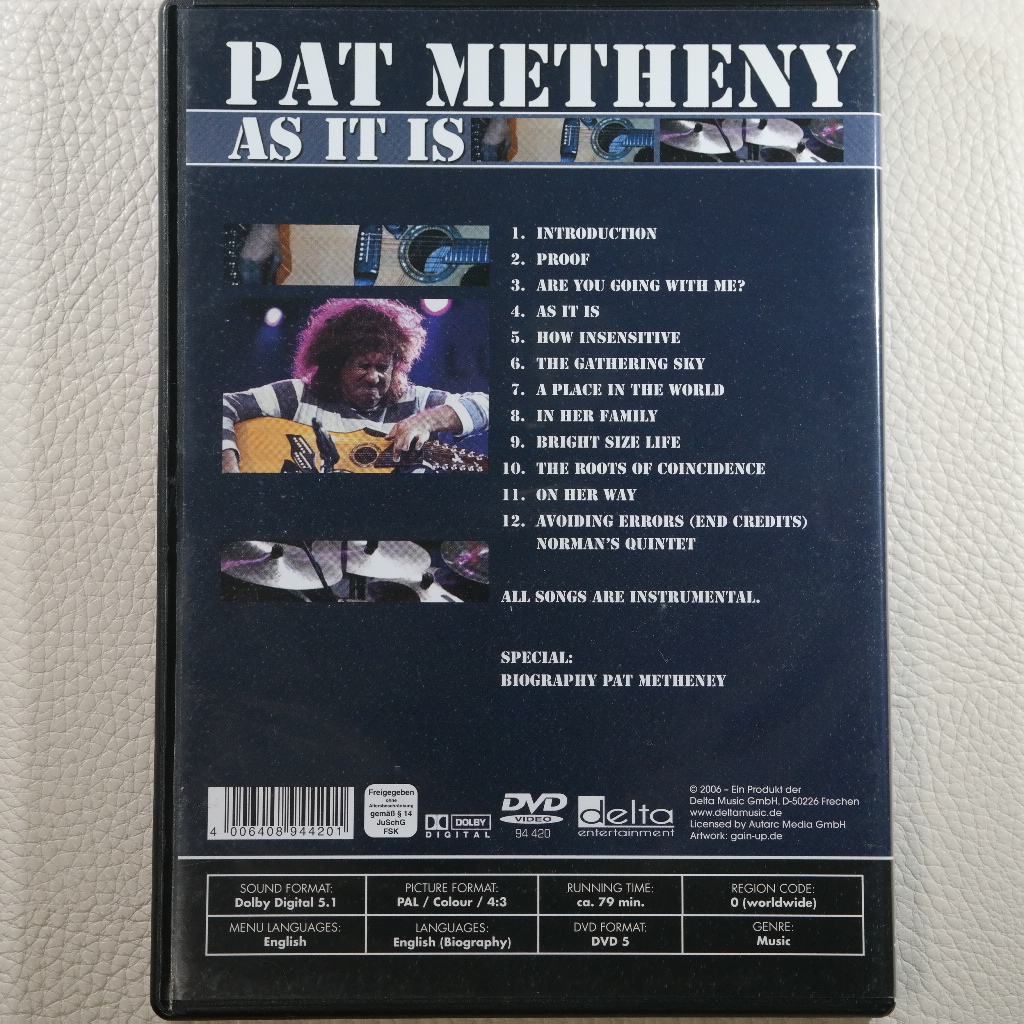 PAT METHENY
AS IT IS
1. INTRODUCTION
2. PROOF
3. ARE YOU GOING WITH ME?
4. AS IT IS
5. HOW INSENSITIVE
6. THE GATHERING SKY
7. A PLACE IN THE WORLD
8. IN HER FAMILY
9. BRIGHT SIZE LIFE
10. THE ROOTS OF COINCIDENCE
11. ON HER WAY
12. AVOIDING ERRORS (END CREDITS)
NORMAN'S QUINTET
ALL SONGS ARE INSTRUMENTAL.
SPECIAL:
BIOGRAPHY PAT METHENEY
4 006408 944201
Freigegeben
ohne
Altersbeschränkung
gemäß § 14
JuSchG
FSK
DOLBY
DIGITAL
DVD
VIDEO
94 420
delta
entertainment
© 2006 – Ein Produkt der
Delta Music GmbH, D-50226 Frechen
www.deltamusic.de
Licensed by Autarc Media GmbH
Artwork: gain-up.de
SOUND FORMAT:
Dolby Digital 5.1
PICTURE FORMAT:
PAL / Colour / 4:3
RUNNING TIME:
ca. 79 min.
REGION CODE:
0 (worldwide)
MENU LANGUAGES:
English
LANGUAGES:
English (Biography)
DVD FORMAT:
DVD 5
GENRE:
Music